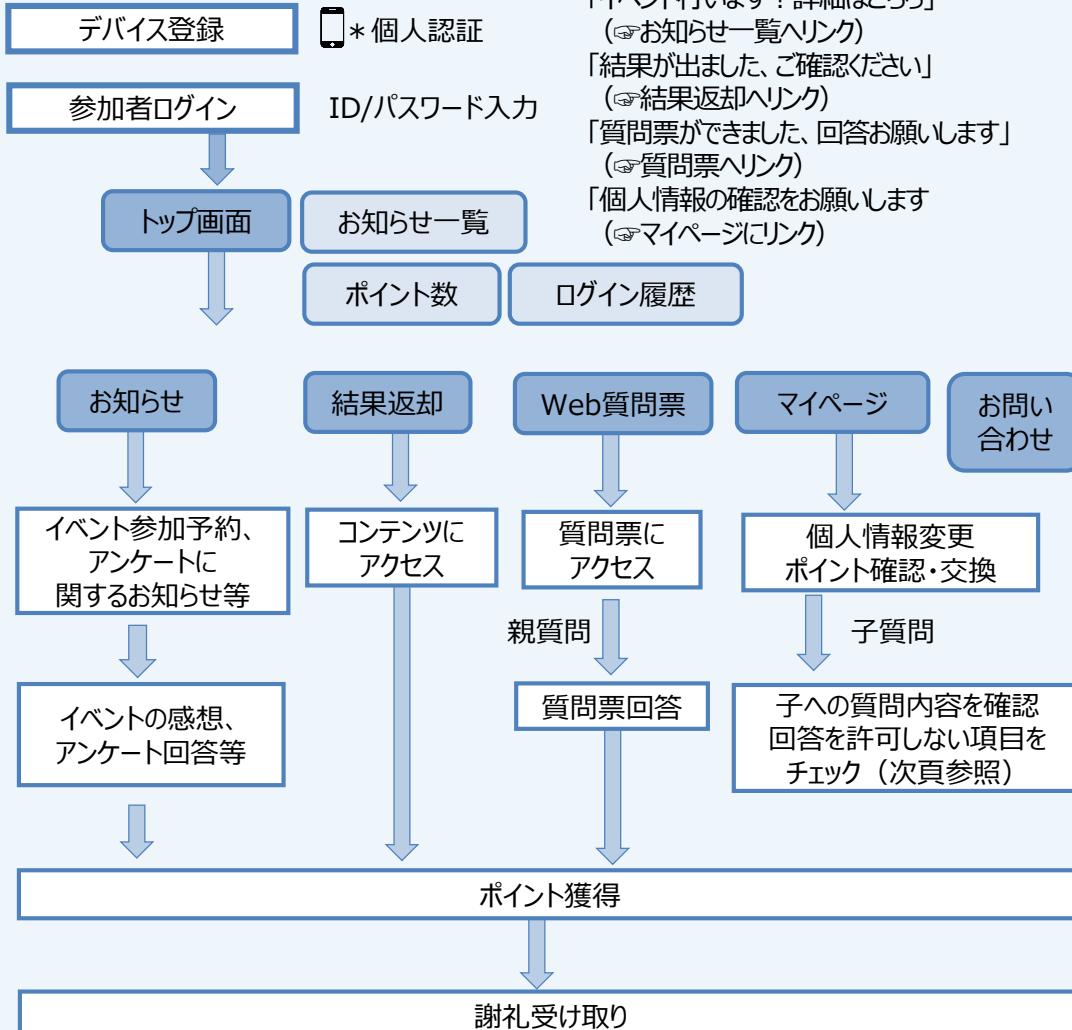 デバイス登録
＊個人認証
参加者ログイン
ID/パスワード入力
（☞お知らせ一覧へリンク）
「結果が出ました、ご確認ください」
（☞結果返却へリンク）
「質問票ができました、回答お願いします」
（☞質問票へリンク）
「個人情報の確認をお願いします
（☞マイページにリンク）
トップ画面
お知らせ一覧
ポイント数
ログイン履歴
お知らせ
結果返却
Web質問票
マイページ
お問い
合わせ
イベント参加予約、
アンケートに
関するお知らせ等
コンテンツに
アクセス
質問票に
アクセス
個人情報変更
ポイント確認・交換
親質問
子質問
イベントの感想、
アンケート回答等
質問票回答
子への質問内容を確認
回答を許可しない項目を
チェック（次頁参照）
ポイント獲得
謝礼受け取り